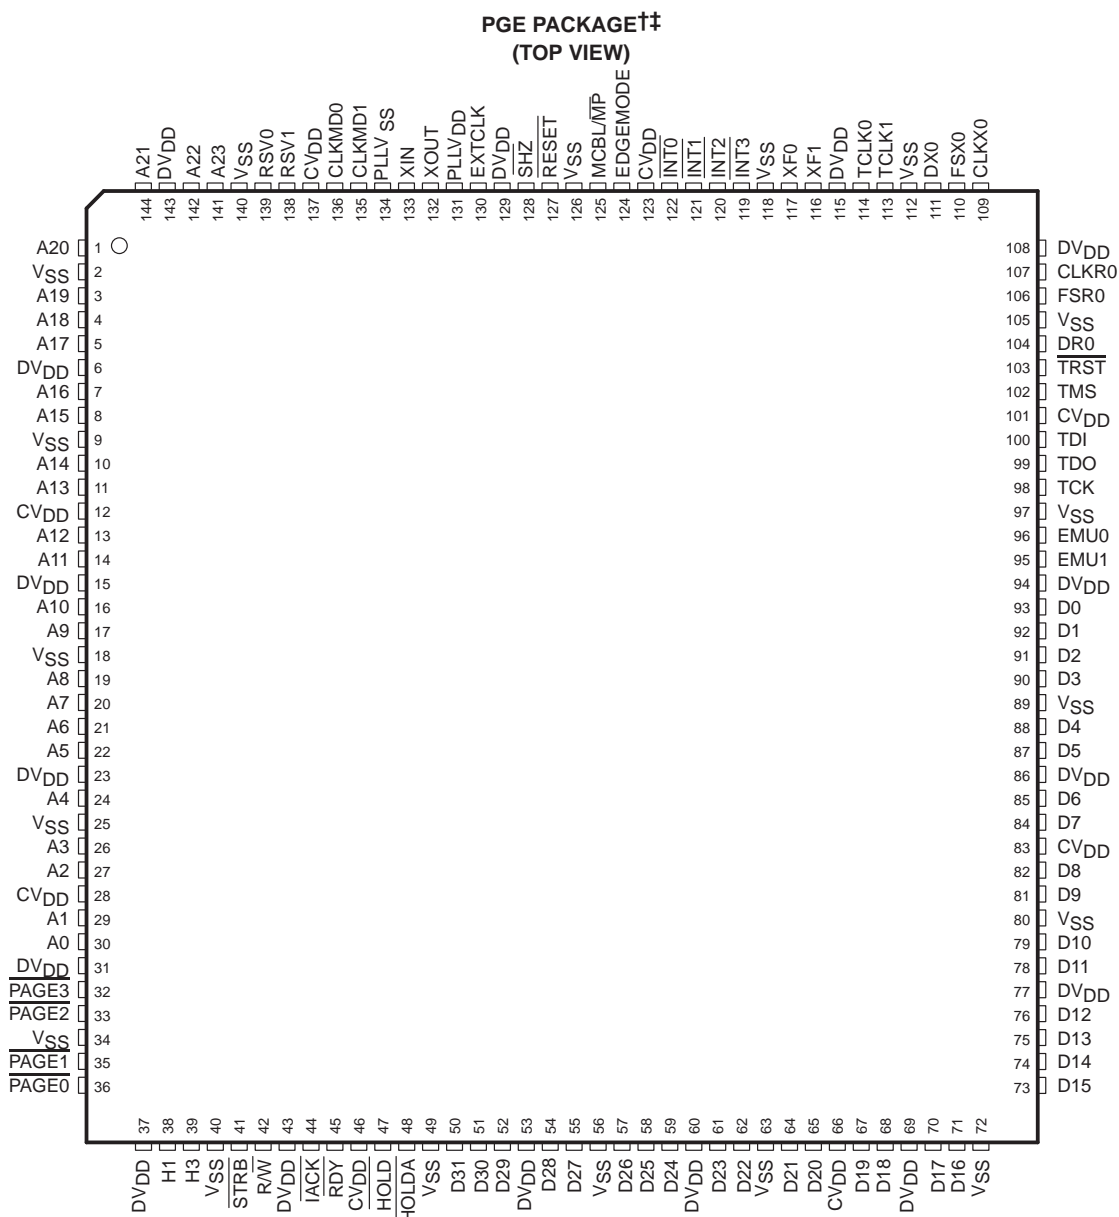 PGE PACKAGE†‡
(TOP VIEW)
A21
DVDD
A22
A23
VSS
RSV0
RSV1
CVDD
CLKMD0
CLKMD1
PLLVSS
XIN
XOUT
PLLVDD
EXTCLK
DVDD
SHZ
RESET
VSS
MCBL/MP
EDGEMODE
CVDD
INT0
INT1
INT2
INT3
VSS
XF0
XF1
DVDD
TCLK0
TCLK1
VSS
DX0
FSX0
CLKX0
144
143
142
141
140
139
138
137
136
135
134
133
132
131
130
129
128
127
126
125
124
123
122
121
120
119
118
117
116
115
114
113
112
111
110
109
A20 1
VSS 2
A19 3
A18 4
A17 5
DVDD 6
A16 7
A15 8
VSS 9
A14 10
A13 11
CVDD 12
A12 13
A11 14
DVDD 15
A10 16
A9 17
VSS 18
A8 19
A7 20
A6 21
A5 22
DVDD 23
A4 24
VSS 25
A3 26
A2 27
CVDD 28
A1 29
A0 30
DVDD 31
PAGE3 32
PAGE2 33
VSS 34
PAGE1 35
PAGE0 36
108 DVDD
107 CLKR0
106 FSR0
105 VSS
104 DR0
103 TRST
102 TMS
101 CVDD
100 TDI
99 TDO
98 TCK
97 VSS
96 EMU0
95 EMU1
94 DVDD
93 D0
92 D1
91 D2
90 D3
89 VSS
88 D4
87 D5
86 DVDD
85 D6
84 D7
83 CVDD
82 D8
81 D9
80 VSS
79 D10
78 D11
77 DVDD
76 D12
75 D13
74 D14
73 D15
37
38
39
40
41
42
43
44
45
46
47
48
49
50
51
52
53
54
55
56
57
58
59
60
61
62
63
64
65
66
67
68
69
70
71
72
DVDD
H1
H3
VSS
STRB
R/W
DVDD
IACK
RDY
CVDD
HOLD
HOLDA
VSS
D31
D30
D29
DVDD
D28
D27
VSS
D26
D25
D24
DVDD
D23
D22
VSS
D21
D20
CVDD
D19
D18
DVDD
D17
D16
VSS